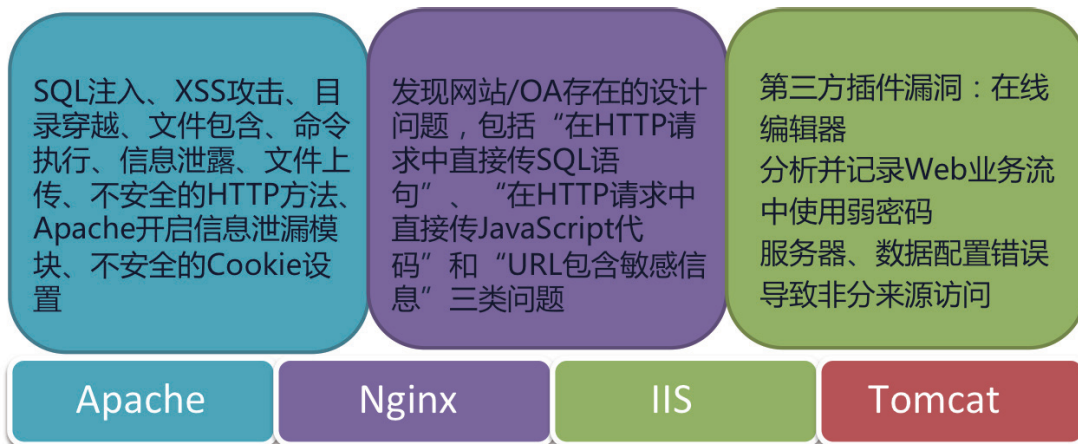 SQL注入、XSS攻击、目
录穿越、文件包含、命令
执行、信息泄露、文件上
传、不安全的HTTP方法、
Apache开启信息泄漏模
块、不安全的Cookie设
置
发现网站/OA存在的设计
问题，包括“在HTTP请
求中直接传SQL语
句”、“在HTTP请求中
直接传JavaScript代
码”和“URL包含敏感信
息”三类问题
第三方插件漏洞：在线
编辑器
分析并记录Web业务流
中使用弱密码
服务器、数据配置错误
导致非分来源访问
Apache
Nginx
IIS
Tomcat